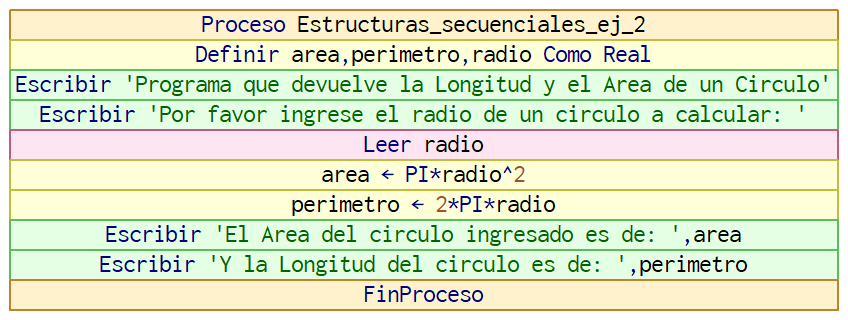 Proceso Estructuras_secuenciales_ej_2
Definir area,perimetro,radio Como Real
Escribir 'Programa que devuelve la Longitud y el Area de un Circulo'
Escribir 'Por favor ingrese el radio de un circulo a calcular: '
Leer radio
area ← PI*radio^2
perimetro ← 2*PI*radio
Escribir 'El Area del circulo ingresado es de: ',area
Escribir 'Y la Longitud del circulo es de: ',perimetro
FinProceso